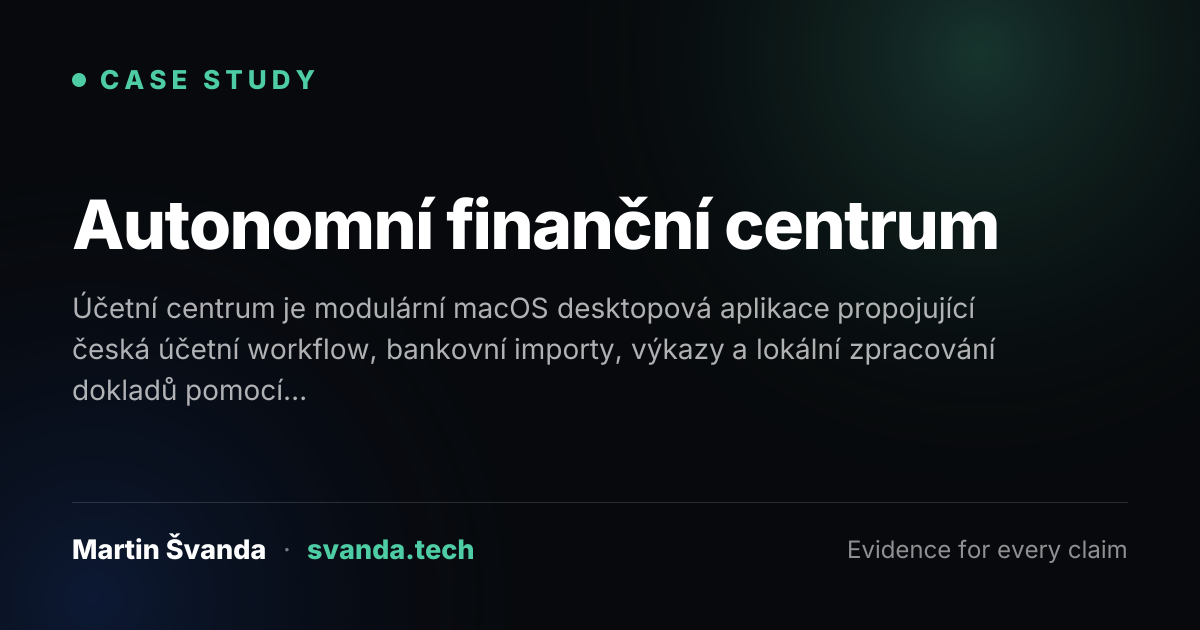 CASE STUDY
Autonomní finanční centrum
Účetní centrum je modulární macOS desktopová aplikace propojující
česká účetní workflow, bankovní importy, výkazy a lokální zpracování
dokladů pomocí…
Martin Švanda · svanda.tech
Evidence for every claim